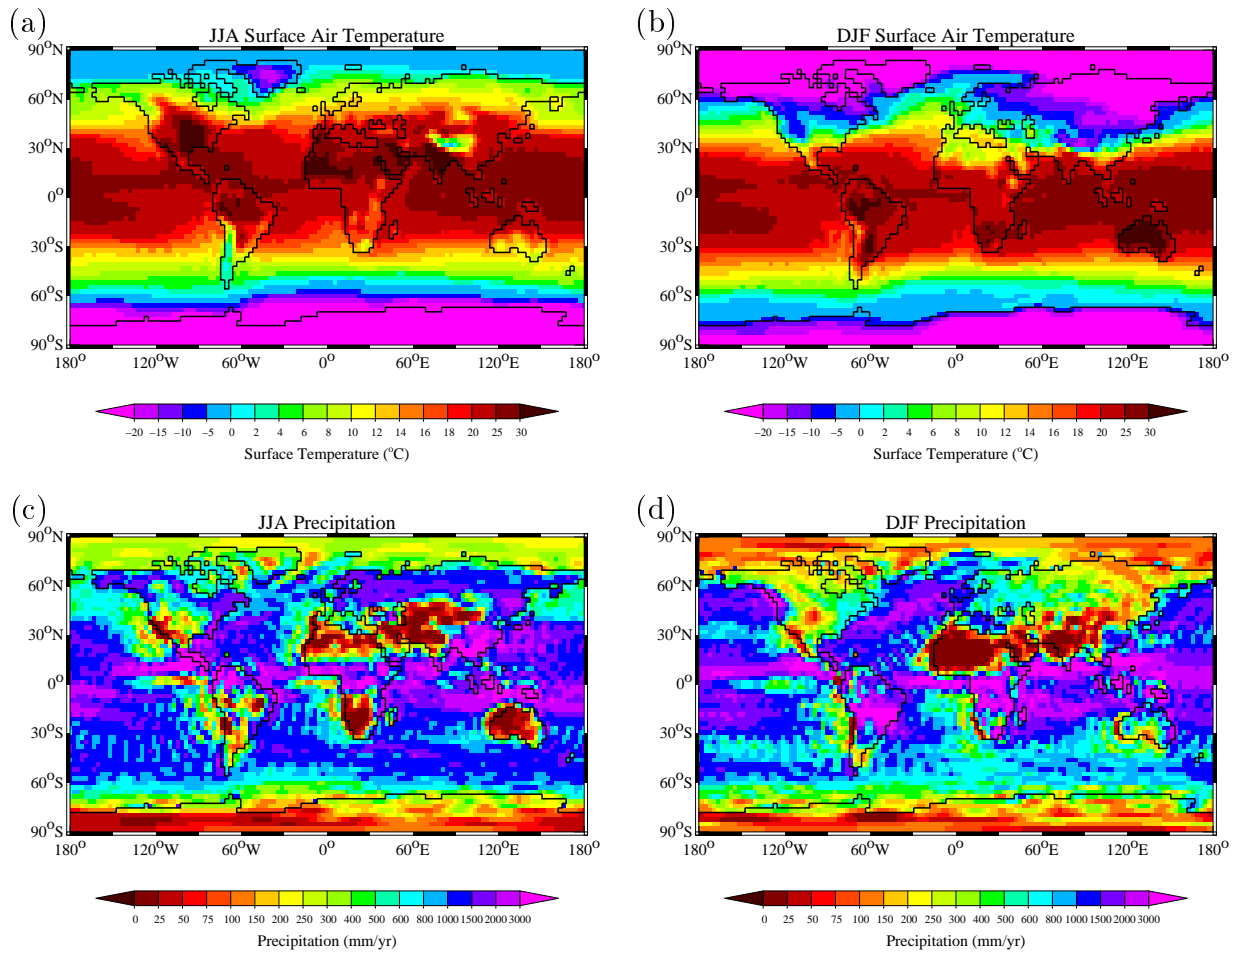 (a)
JJA Surface Air Temperature
90°N
60°N
30°N
0°
30°S
60°S
90°S
180° 120°W 60°W 0° 60°E 120°E 180°
−20 −15 −10 −5 0 2 4 6 8 10 12 14 16 18 20 25 30
Surface Temperature (°C)
(b)
DJF Surface Air Temperature
90°N
60°N
30°N
0°
30°S
60°S
90°S
180° 120°W 60°W 0° 60°E 120°E 180°
−20 −15 −10 −5 0 2 4 6 8 10 12 14 16 18 20 25 30
Surface Temperature (°C)
(c)
JJA Precipitation
90°N
60°N
30°N
0°
30°S
60°S
90°S
180° 120°W 60°W 0° 60°E 120°E 180°
0 25 50 75 100 150 200 250 300 400 500 600 800 1000 1500 2000 3000
Precipitation (mm/yr)
(d)
DJF Precipitation
90°N
60°N
30°N
0°
30°S
60°S
90°S
180° 120°W 60°W 0° 60°E 120°E 180°
0 25 50 75 100 150 200 250 300 400 500 600 800 1000 1500 2000 3000
Precipitation (mm/yr)